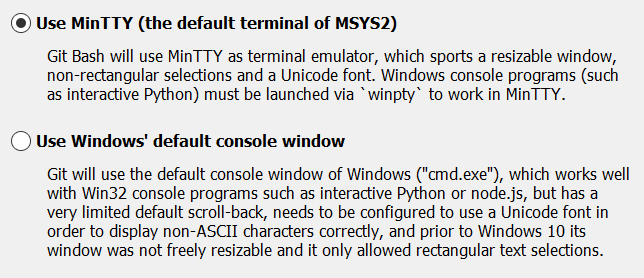 Use MinTTY (the default terminal of MSYS2)
Git Bash will use MinTTY as terminal emulator, which sports a resizable window,
non-rectangular selections and a Unicode font. Windows console programs (such
as interactive Python) must be launched via `winpty` to work in MinTTY.
Use Windows' default console window
Git will use the default console window of Windows ("cmd.exe"), which works well
with Win32 console programs such as interactive Python or node.js, but has a
very limited default scroll-back, needs to be configured to use a Unicode font in
order to display non-ASCII characters correctly, and prior to Windows 10 its
window was not freely resizable and it only allowed rectangular text selections.